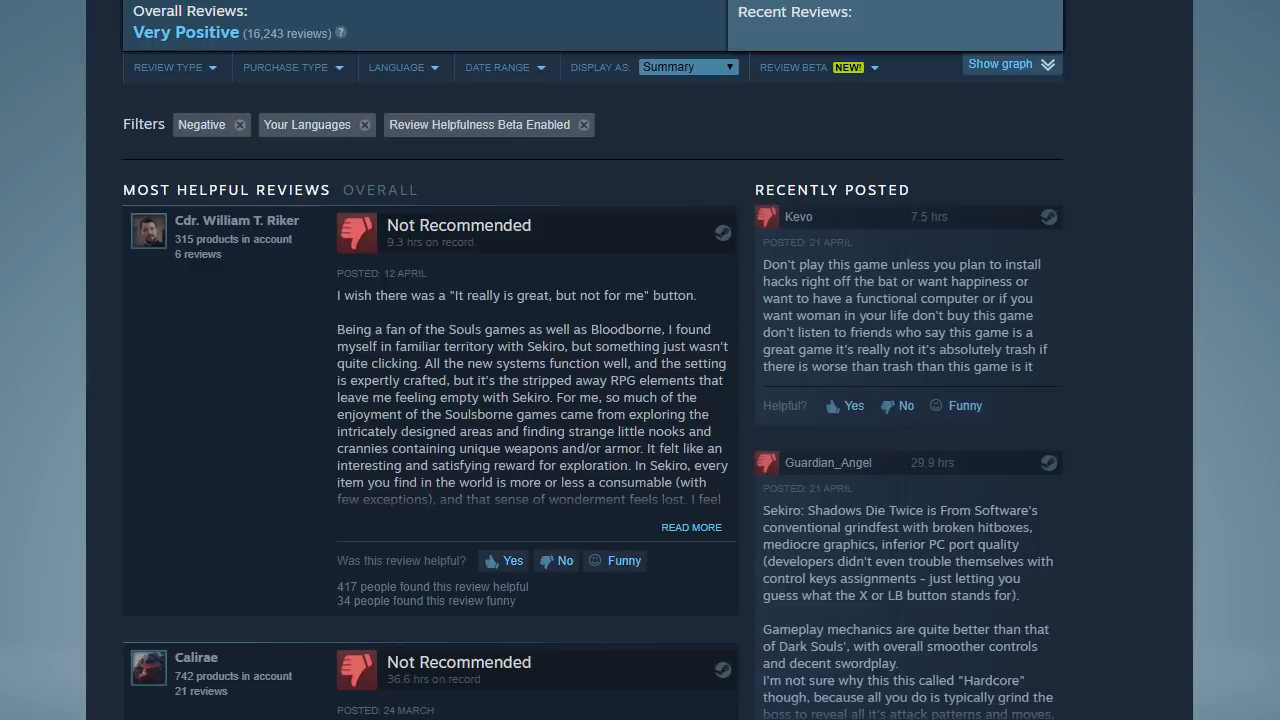 Overall Reviews:
Very Positive (16,243 reviews) ?
Recent Reviews:
REVIEW TYPE
PURCHASE TYPE
LANGUAGE
DATE RANGE
DISPLAY AS: Summary
REVIEW BETA NEW!
Show graph
Filters
Negative
Your Languages
Review Helpfulness Beta Enabled
MOST HELPFUL REVIEWS OVERALL
Cdr. William T. Riker
315 products in account
6 reviews
Not Recommended
9.3 hrs on record
POSTED: 12 APRIL
I wish there was a "It really is great, but not for me" button.
Being a fan of the Souls games as well as Bloodborne, I found
myself in familiar territory with Sekiro, but something just wasn't
quite clicking. All the new systems function well, and the setting
is expertly crafted, but it's the stripped away RPG elements that
leave me feeling empty with Sekiro. For me, so much of the
enjoyment of the Soulsborne games came from exploring the
intricately designed areas and finding strange little nooks and
crannies containing unique weapons and/or armor. It felt like an
interesting and satisfying reward for exploration. In Sekiro, every
item you find in the world is more or less a consumable (with
few exceptions), and that sense of wonderment feels lost. I feel
READ MORE
Was this review helpful? Yes No Funny
417 people found this review helpful
34 people found this review funny
Calirae
742 products in account
21 reviews
Not Recommended
36.6 hrs on record
POSTED: 24 MARCH
RECENTLY POSTED
Kevo 7.5 hrs
POSTED: 21 APRIL
Don't play this game unless you plan to install
hacks right off the bat or want happiness or
want to have a functional computer or if you
want woman in your life don't buy this game
don't listen to friends who say this game is a
great game it's really not it's absolutely trash if
there is worse than trash than this game is it
Helpful? Yes No Funny
Guardian_Angel 29.9 hrs
POSTED: 21 APRIL
Sekiro: Shadows Die Twice is From Software's
conventional grindfest with broken hitboxes,
mediocre graphics, inferior PC port quality
(developers didn't even trouble themselves with
control keys assignments - just letting you
guess what the X or LB button stands for).
Gameplay mechanics are quite better than that
of Dark Souls', with overall smoother controls
and decent swordplay.
I'm not sure why this this called "Hardcore"
though, because all you do is typically grind the
boss to reveal all it's attack patterns and moves,